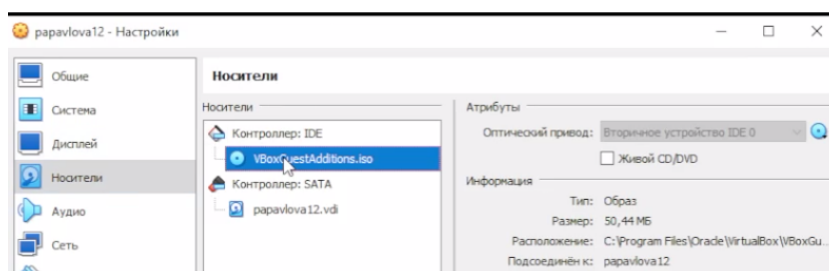 papavlova12 - Настройки
Общие
Система
Дисплей
Носители
Аудио
Сеть
Носители
Носители
Контроллер: IDE
VBoxGuestAdditions.iso
Контроллер: SATA
papavlova12.vdi
Атрибуты
Оптический привод: Вторичное устройство IDE 0
Живой CD/DVD
Информация
Тип: Образ
Размер: 50,44 МБ
Расположение: C:\Program Files\Oracle\VirtualBox\VBoxGu...
Подсоединён к: papavlova12